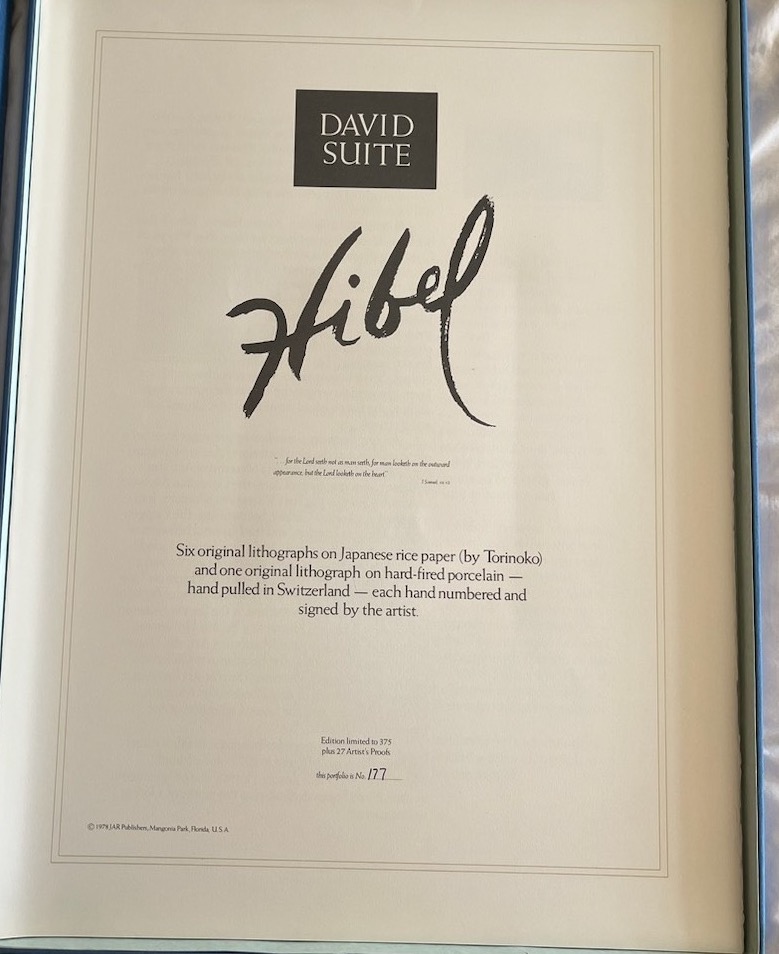 DAVID
SUITE
Hibel
" for the Lord seeth not as man seeth, for man looketh on the outward
appearance, but the Lord looketh on the heart"
Six original lithographs on Japanese rice paper (by Torinoko)
and one original lithograph on hard-fired porcelain —
hand pulled in Switzerland — each hand numbered and
signed by the artist.
Edition limited to 375
plus 27 Artist's Proofs
this portfolio is No. 177
© 1979 JAR Publishers, Mangonia Park, Florida, U.S.A